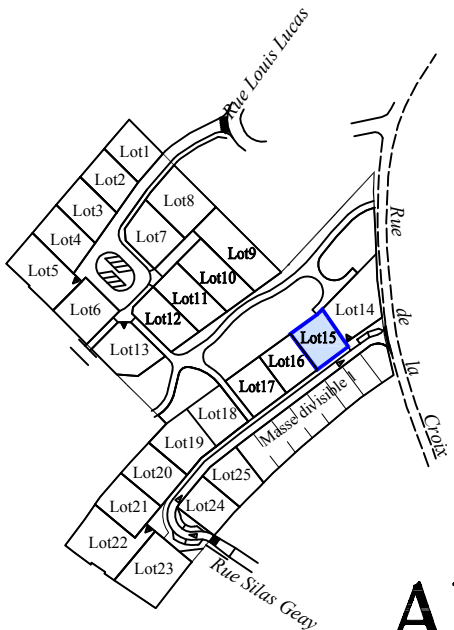 Rue Louis Lucas
Lot1
Lot2
Lot3
Lot4
Lot5
Lot6
Lot7
Lot8
Lot9
Lot10
Lot11
Lot12
Lot13
Lot14
Lot15
Lot16
Lot17
Lot18
Lot19
Lot20
Lot21
Lot22
Lot23
Lot24
Lot25
Masse divisible 1
Rue de la Croix
Rue Silas Geay
A